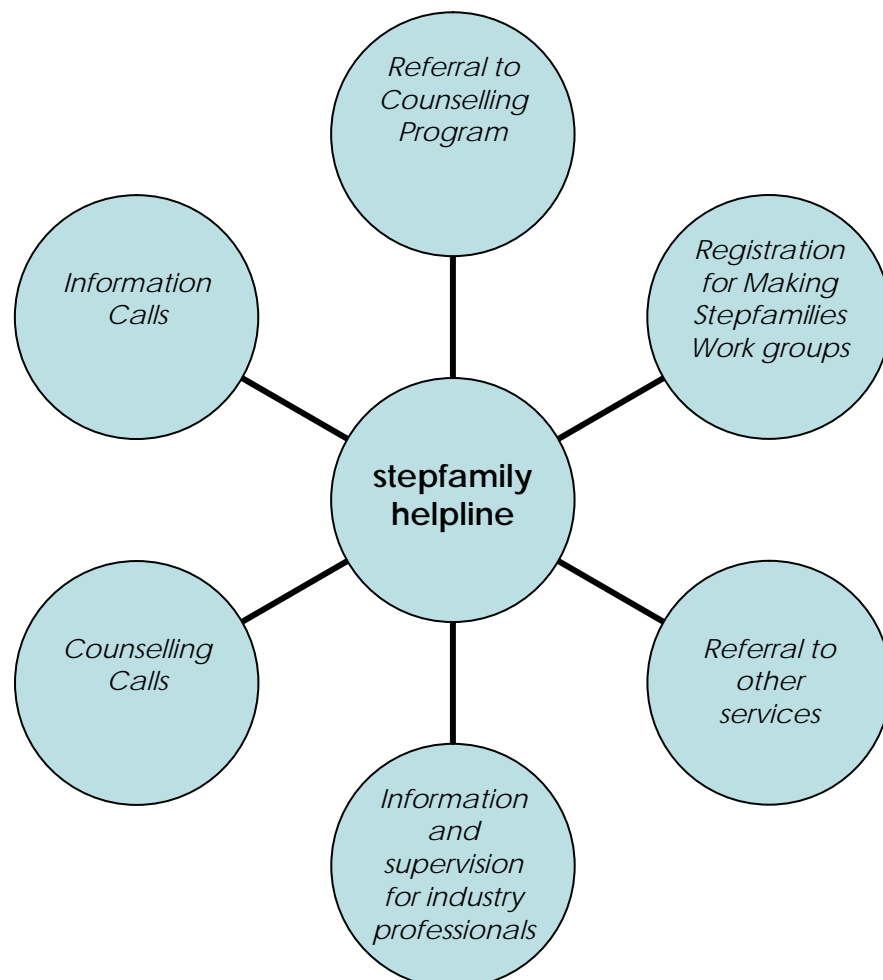 Referral to
Counselling
Program
Information
Calls
Registration
for Making
Stepfamilies
Work groups
stepfamily
helpline
Counselling
Calls
Referral to
other
services
Information
and
supervision
for industry
professionals